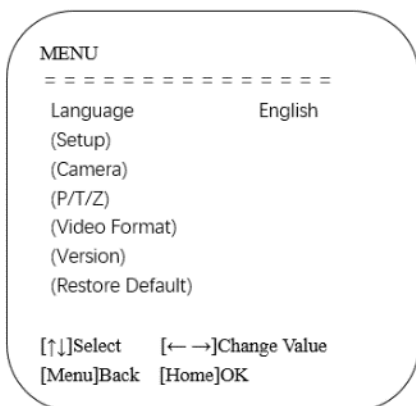 MENU
= = = = = = = = = = = = = = =
Language English
(Setup)
(Camera)
(P/T/Z)
(Video Format)
(Version)
(Restore Default)
[↑↓]Select [← →]Change Value
[Menu]Back [Home]OK